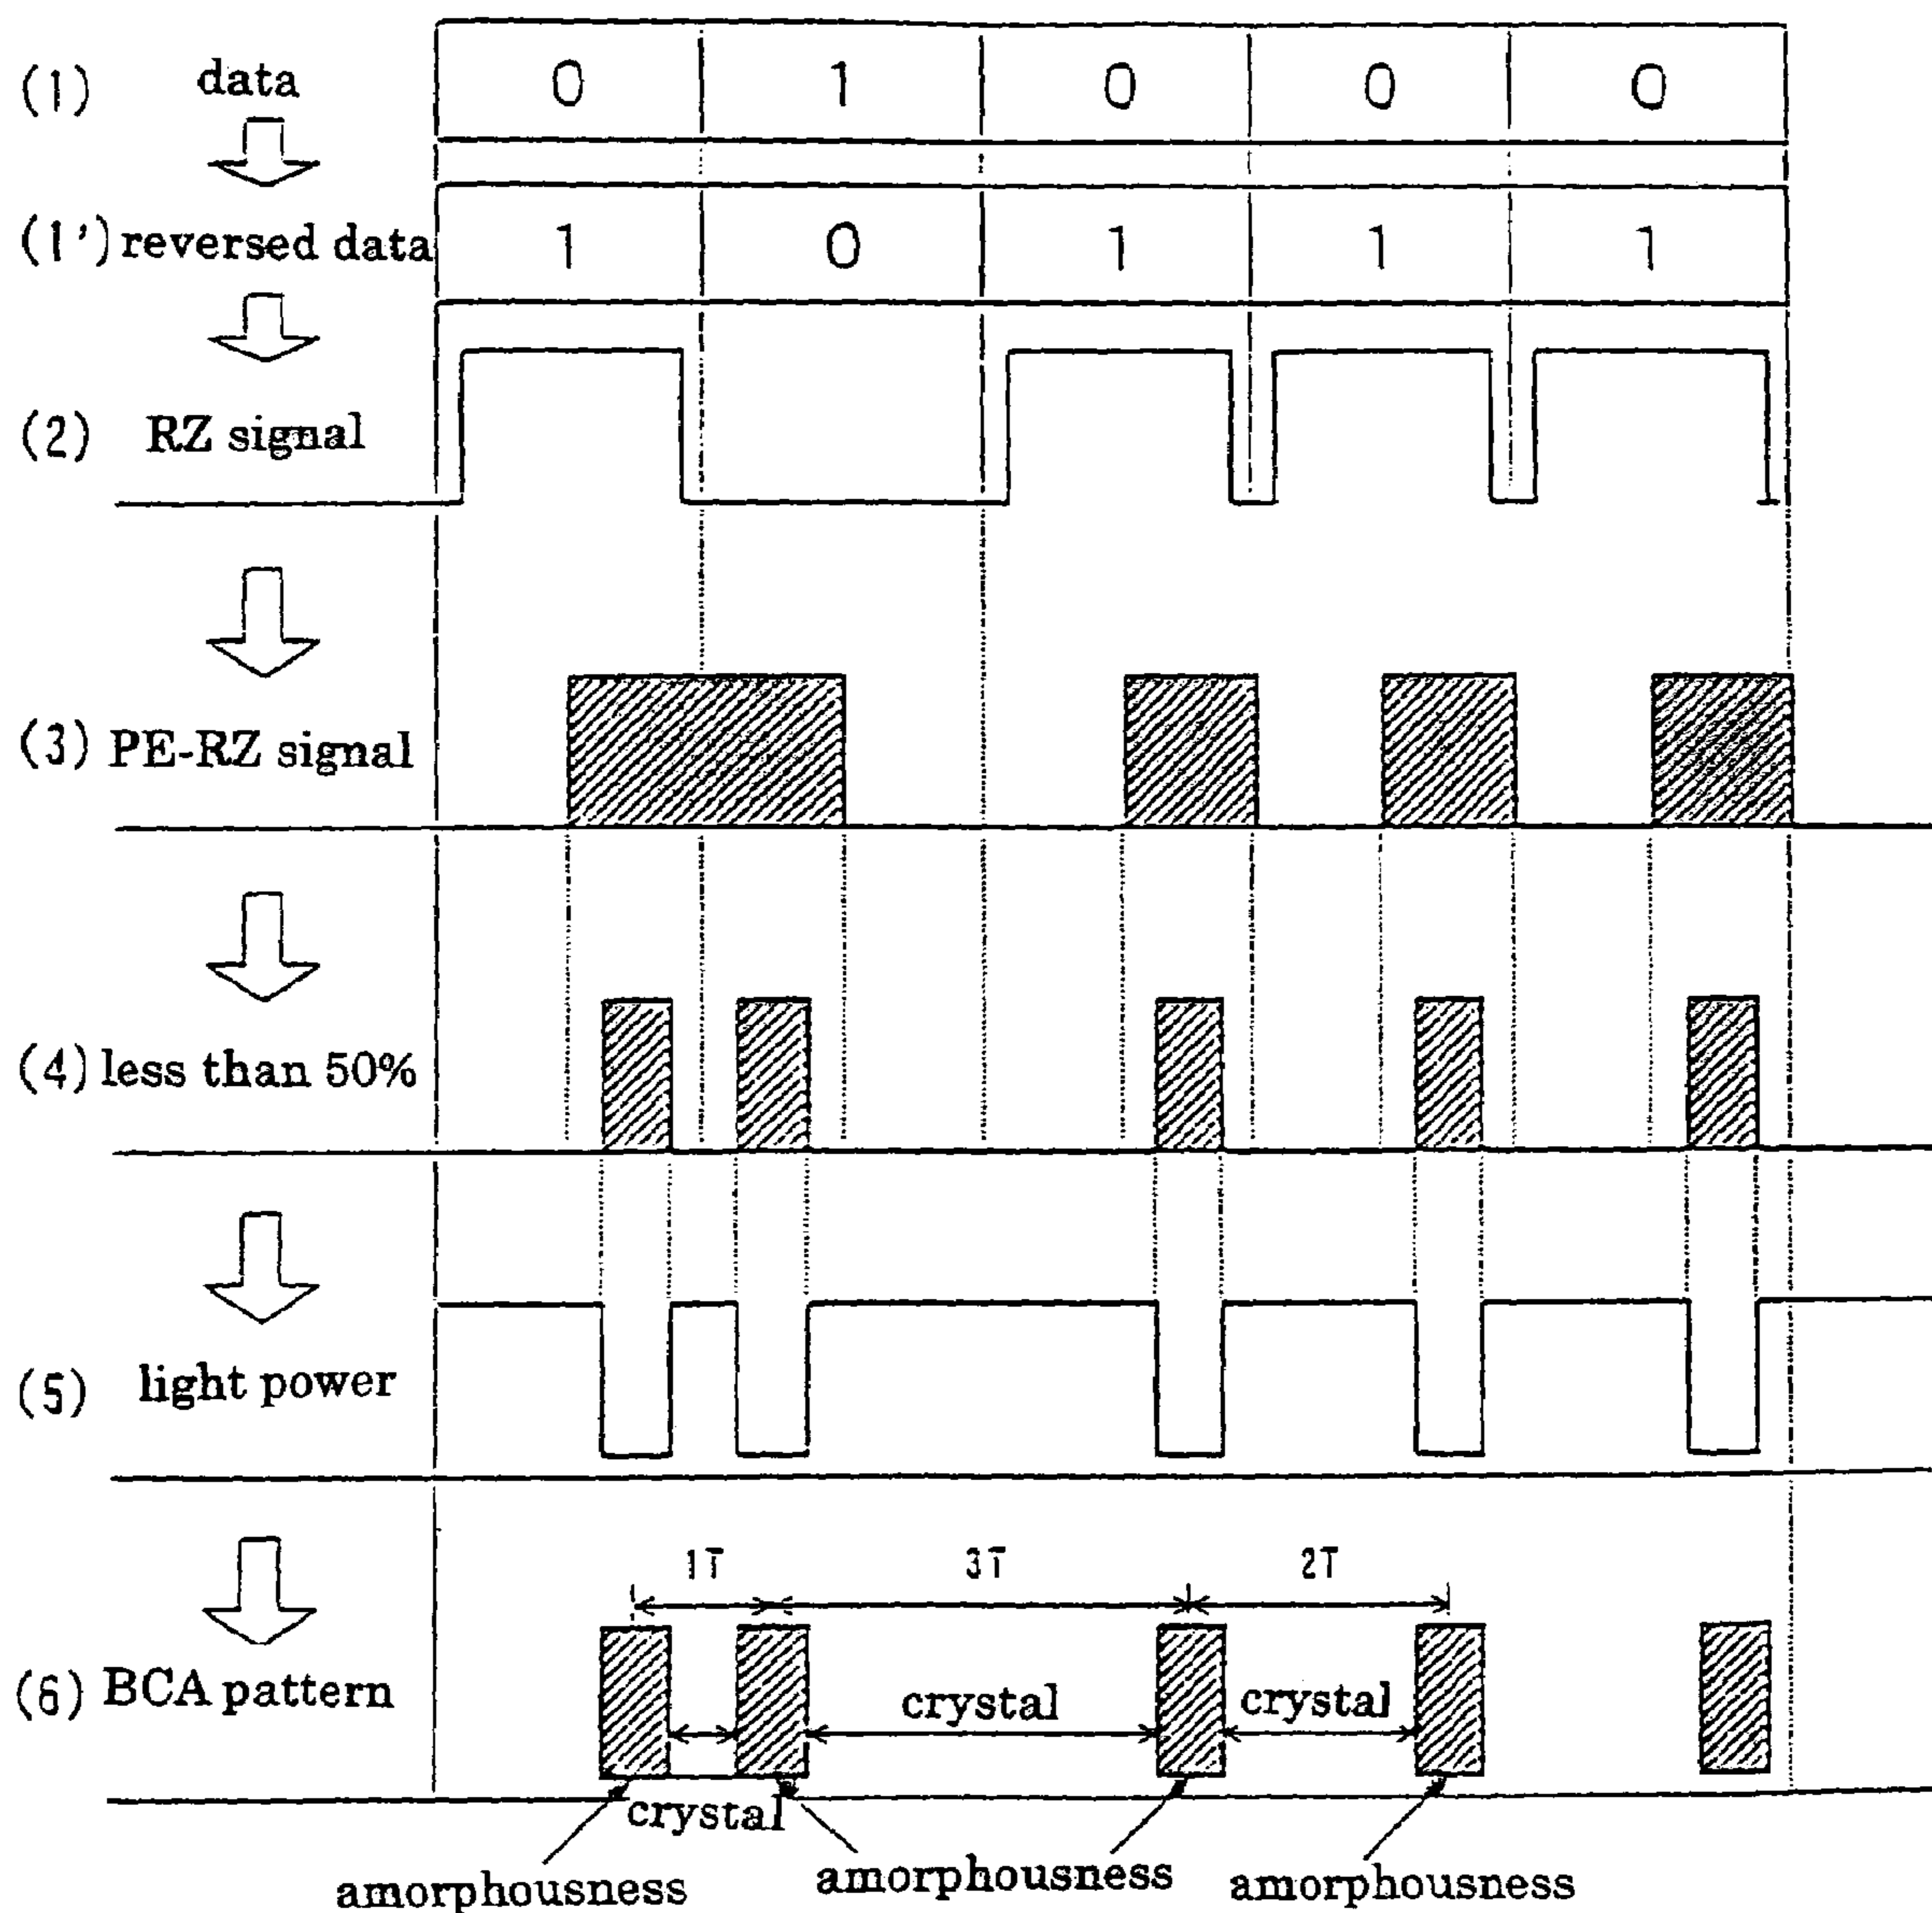 (1) data 0 1 0 0 0
(1') reversed data 1 0 1 1 1
(2) RZ signal
(3) PE-RZ signal
(4) less than 50%
(5) light power
1T 3T 2T
(6) BCA pattern crystal crystal
crystal
amorphousness amorphousness amorphousness